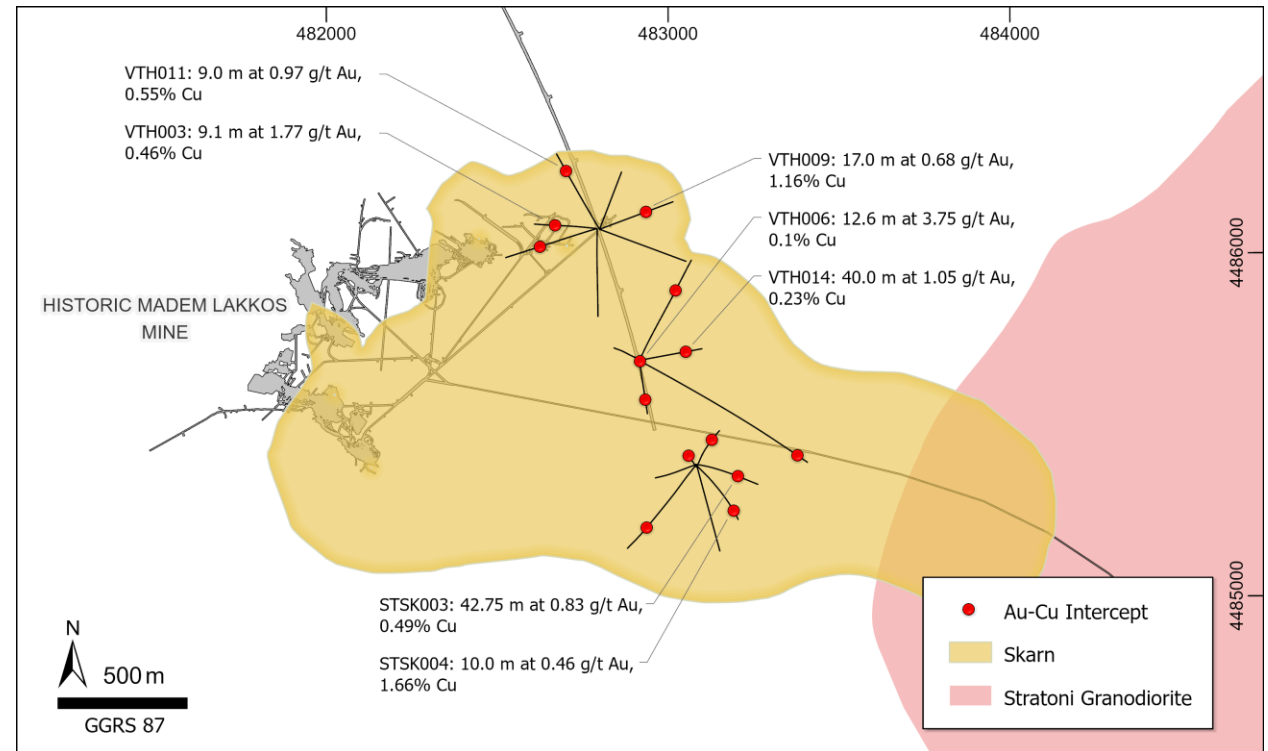 482000
483000
484000
VTH011: 9.0 m at 0.97 g/t Au,
0.55% Cu
VTH003: 9.1 m at 1.77 g/t Au,
0.46% Cu
VTH009: 17.0 m at 0.68 g/t Au,
1.16% Cu
VTH006: 12.6 m at 3.75 g/t Au,
0.1% Cu
VTH014: 40.0 m at 1.05 g/t Au,
0.23% Cu
4486000
HISTORIC MADEM LAKKOS
MINE
4485000
STSK003: 42.75 m at 0.83 g/t Au,
0.49% Cu
STSK004: 10.0 m at 0.46 g/t Au,
1.66% Cu
N
500 m
GGRS 87
Au-Cu Intercept
Skarn
Stratoni Granodiorite